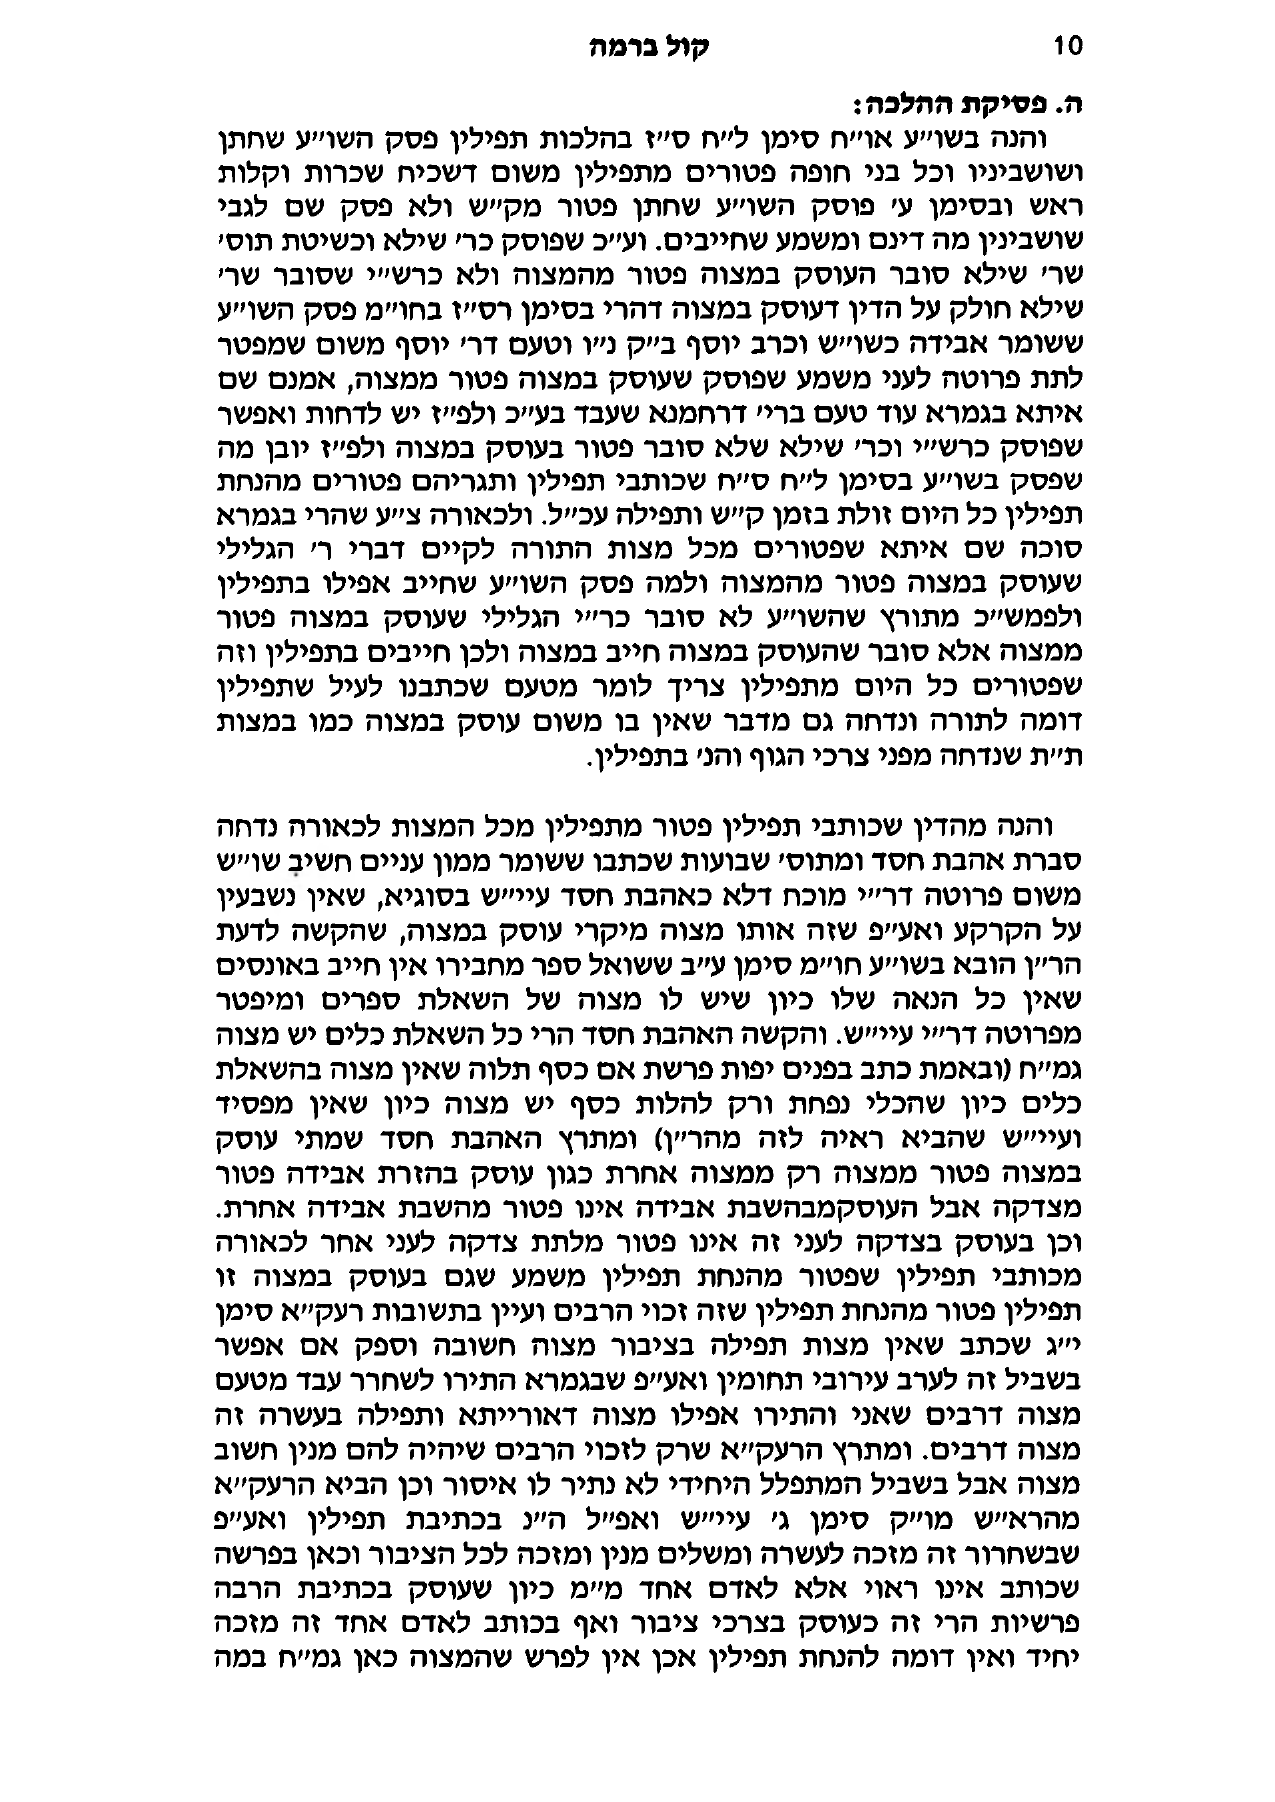 10
קול ברמה
ה. פסיקת ההלכה:
והנה בשו״ע או״ח סימן ל״ח ס״ז בהלכות תפילין פסק השו״ע שחתן
ושושביניו וכל בני חופה פטורים מתפילין משום דשכיח שכרות וקלות
ראש ובסימן ע׳ פוסק השו״ע שחתן פטור מק״ש ולא פסק שם לגבי
שושבינין מה דינם ומשמע שחייבים. וע״כ שפוסק כר׳ שילא וכשיטת תוס׳
שר׳ שילא סובר העוסק במצוה פטור מהמצוה ולא כרש״י שסובר שר׳
שילא חולק על הדין דעוסק במצוה דהרי בסימן רס״ז בחו״מ פסק השו״ע
ששומר אבידה כשו״ש וכרב יוסף ב״ק נ״ו וטעם דר׳ יוסף משום שמפטר
לתת פרוטה לעני משמע שפוסק שעוסק במצוה פטור ממצוה, אמנם שם
איתא בגמרא עוד טעם ברי׳ דרחמנא שעבד בע״כ ולפ״ז יש לדחות ואפשר
שפוסק כרש״י וכר׳ שילא שלא סובר פטור בעוסק במצוה ולפ״ז יובן מה
שפסק בשו״ע בסימן ל״ח ס״ח שכותבי תפילין ותגריהם פטורים מהנחת
תפילין כל היום זולת בזמן ק״ש ותפילה עכ״ל. ולכאורה צ״ע שהרי בגמרא
סוכה שם איתא שפטורים מכל מצות התורה לקיים דברי ר׳ הגלילי
שעוסק במצוה פטור מהמצוה ולמה פסק השו״ע שחייב אפילו בתפילין
ולפמש״כ מתורץ שהשו״ע לא סובר כר״י הגלילי שעוסק במצוה פטור
ממצוה אלא סובר שהעוסק במצוה חייב במצוה ולכן חייבים בתפילין וזה
שפטורים כל היום מתפילין צריך לומר מטעם שכתבנו לעיל שתפילין
דומה לתורה ונדחה גם מדבר שאין בו משום עוסק במצוה כמו במצות
ת״ת שנדחה מפני צרכי הגוף והנ׳ בתפילין.
והנה מהדין שכותבי תפילין פטור מתפילין מכל המצות לכאורה נדחה
סברת אהבת חסד ומתוס׳ שבועות שכתבו ששומר ממון עניים חשיב שו״ש
משום פרוטה דר״י מוכח דלא כאהבת חסד עיי״ש בסוגיא, שאין נשבעין
על הקרקע ואע״פ שזה אותו מצוה מיקרי עוסק במצוה, שהקשה לדעת
הר״ן הובא בשו״ע חו״מ סימן ע״ב ששואל ספר מחבירו אין חייב באונסים
שאין כל הנאה שלו כיון שיש לו מצוה של השאלת ספרים ומיפטר
מפרוטה דר״י עיי״ש. והקשה האהבת חסד הרי כל השאלת כלים יש מצוה
גמ״ח (ובאמת כתב בפנים יפות פרשת אם כסף תלוה שאין מצוה בהשאלת
כלים כיון שהכלי נפחת ורק להלות כסף יש מצוה כיון שאין מפסיד
ועיי״ש שהביא ראיה לזה מהר״ן) ומתרץ האהבת חסד שמתי עוסק
במצוה פטור ממצוה רק ממצוה אחרת כגון עוסק בהזרת אבידה פטור
מצדקה אבל העוסקמבהשבת אבידה אינו פטור מהשבת אבידה אחרת.
וכן בעוסק בצדקה לעני זה אינו פטור מלתת צדקה לעני אחר לכאורה
מכותבי תפילין שפטור מהנחת תפילין משמע שגם בעוסק במצוה זו
תפילין פטור מהנחת תפילין שזה זכוי הרבים ועיין בתשובות רעק״א סימן
י״ג שכתב שאין מצות תפילה בציבור מצוה חשובה וספק אם אפשר
בשביל זה לערב עירובי תחומין ואע״פ שבגמרא התירו לשחרר עבד מטעם
מצוה דרבים שאני והתירו אפילו מצוה דאורייתא ותפילה בעשרה זה
מצוה דרבים. ומתרץ הרעק״א שרק לזכוי הרבים שיהיה להם מנין חשוב
מצוה אבל בשביל המתפלל היחידי לא נתיר לו איסור וכן הביא הרעק״א
מהרא״ש מו״ק סימן ג׳ עיי״ש ואפ״ל ה״נ בכתיבת תפילין ואע״פ
שבשחרור זה מזכה לעשרה ומשלים מנין ומזכה לכל הציבור וכאן בפרשה
שכותב אינו ראוי אלא לאדם אחד מ״מ כיון שעוסק בכתיבת הרבה
פרשיות הרי זה כעוסק בצרכי ציבור ואף בכותב לאדם אחד זה מזכה
יחיד ואין דומה להנחת תפילין אכן אין לפרש שהמצוה כאן גמ״ח במה